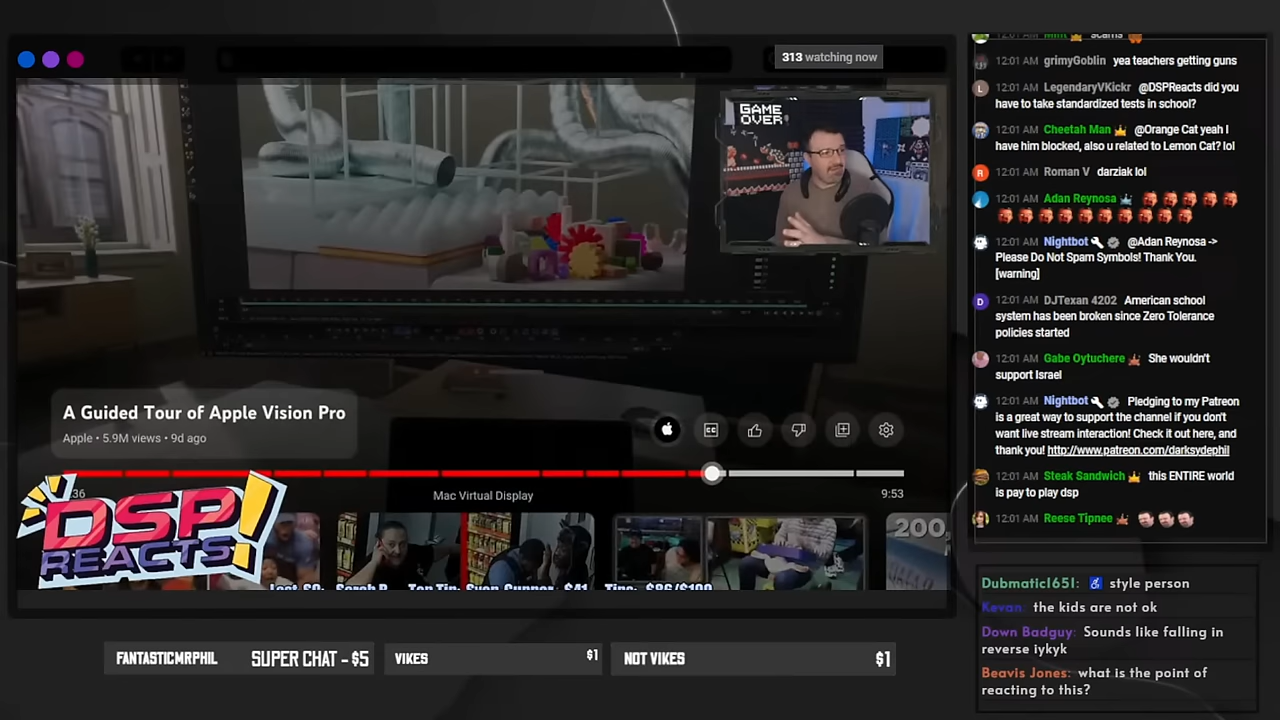 313 watching now
GAME
OVER
A Guided Tour of Apple Vision Pro
Apple • 5.9M views • 9d ago
CC
36
9:53
Mac Virtual Display
DSP
REACTS!
200,
Tip: $86/$100
FANTASTICMRPHIL SUPER CHAT - $5
VIKES $1
NOT VIKES $1
12:01 AM Mint scams
12:01 AM grimyGoblin yea teachers getting guns
L 12:01 AM LegendaryVKickr @DSPReacts did you
have to take standardized tests in school?
12:01 AM Cheetah Man @Orange Cat yeah I
have him blocked, also u related to Lemon Cat? lol
R 12:01 AM Roman V darziak lol
12:01 AM Adan Reynosa
12:01 AM Nightbot @Adan Reynosa ->
Please Do Not Spam Symbols! Thank You.
[warning]
D 12:01 AM DJTexan 4202 American school
system has been broken since Zero Tolerance
policies started
12:01 AM Gabe Oytuchere She wouldn't
support Israel
12:01 AM Nightbot Pledging to my Patreon
is a great way to support the channel if you don't
want live stream interaction! Check it out here, and
thank you! http://www.patreon.com/darksydephil
12:01 AM Steak Sandwich this ENTIRE world
is pay to play dsp
12:01 AM Reese Tipnee
Dubmatic1651: style person
Kevan: the kids are not ok
Down Badguy: Sounds like falling in
reverse iykyk
Beavis Jones: what is the point of
reacting to this?